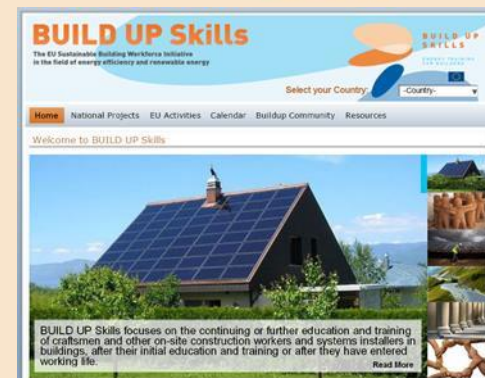 BUILD UP Skills
The EU Sustainable Building Workforce Initiative
in the field of energy efficiency and renewable energy
BUILD UP
SKILLS
ENERGY TRAINING
FOR BUILDERS
Select your Country:
-Country-
Home National Projects EU Activities Calendar Buildup Community Resources
Welcome to BUILD UP Skills
BUILD UP Skills focuses on the continuing or further education and training
of craftsmen and other on-site construction workers and systems installers in
buildings, after their initial education and training or after they have entered
working life.
Read More